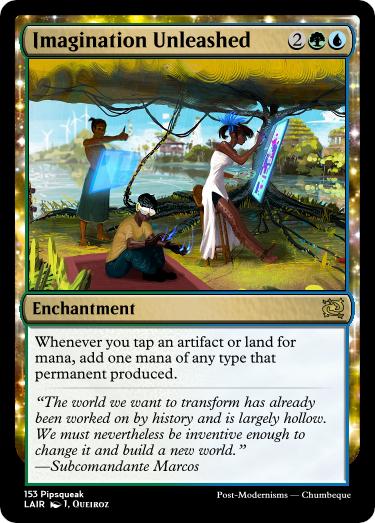 Imagination Unleashed 2
Enchantment
Whenever you tap an artifact or land for
mana, add one mana of any type that
permanent produced.
“The world we want to transform has already
been worked on by history and is largely hollow.
We must nevertheless be inventive enough to
change it and build a new world.”
—Subcomandante Marcos
153 Pipsqueak
LAIR 1, Queiroz
Post-Modernisms — Chumbeque